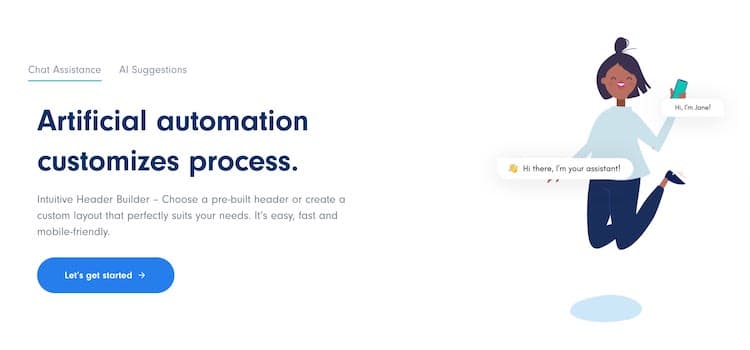 Chat Assistance AI Suggestions
Artificial automation
customizes process.
Intuitive Header Builder – Choose a pre-built header or create a
custom layout that perfectly suits your needs. It's easy, fast and
mobile-friendly.
Let's get started →
Hi, I'm Jane!
👋 Hi there, I'm your assistant!